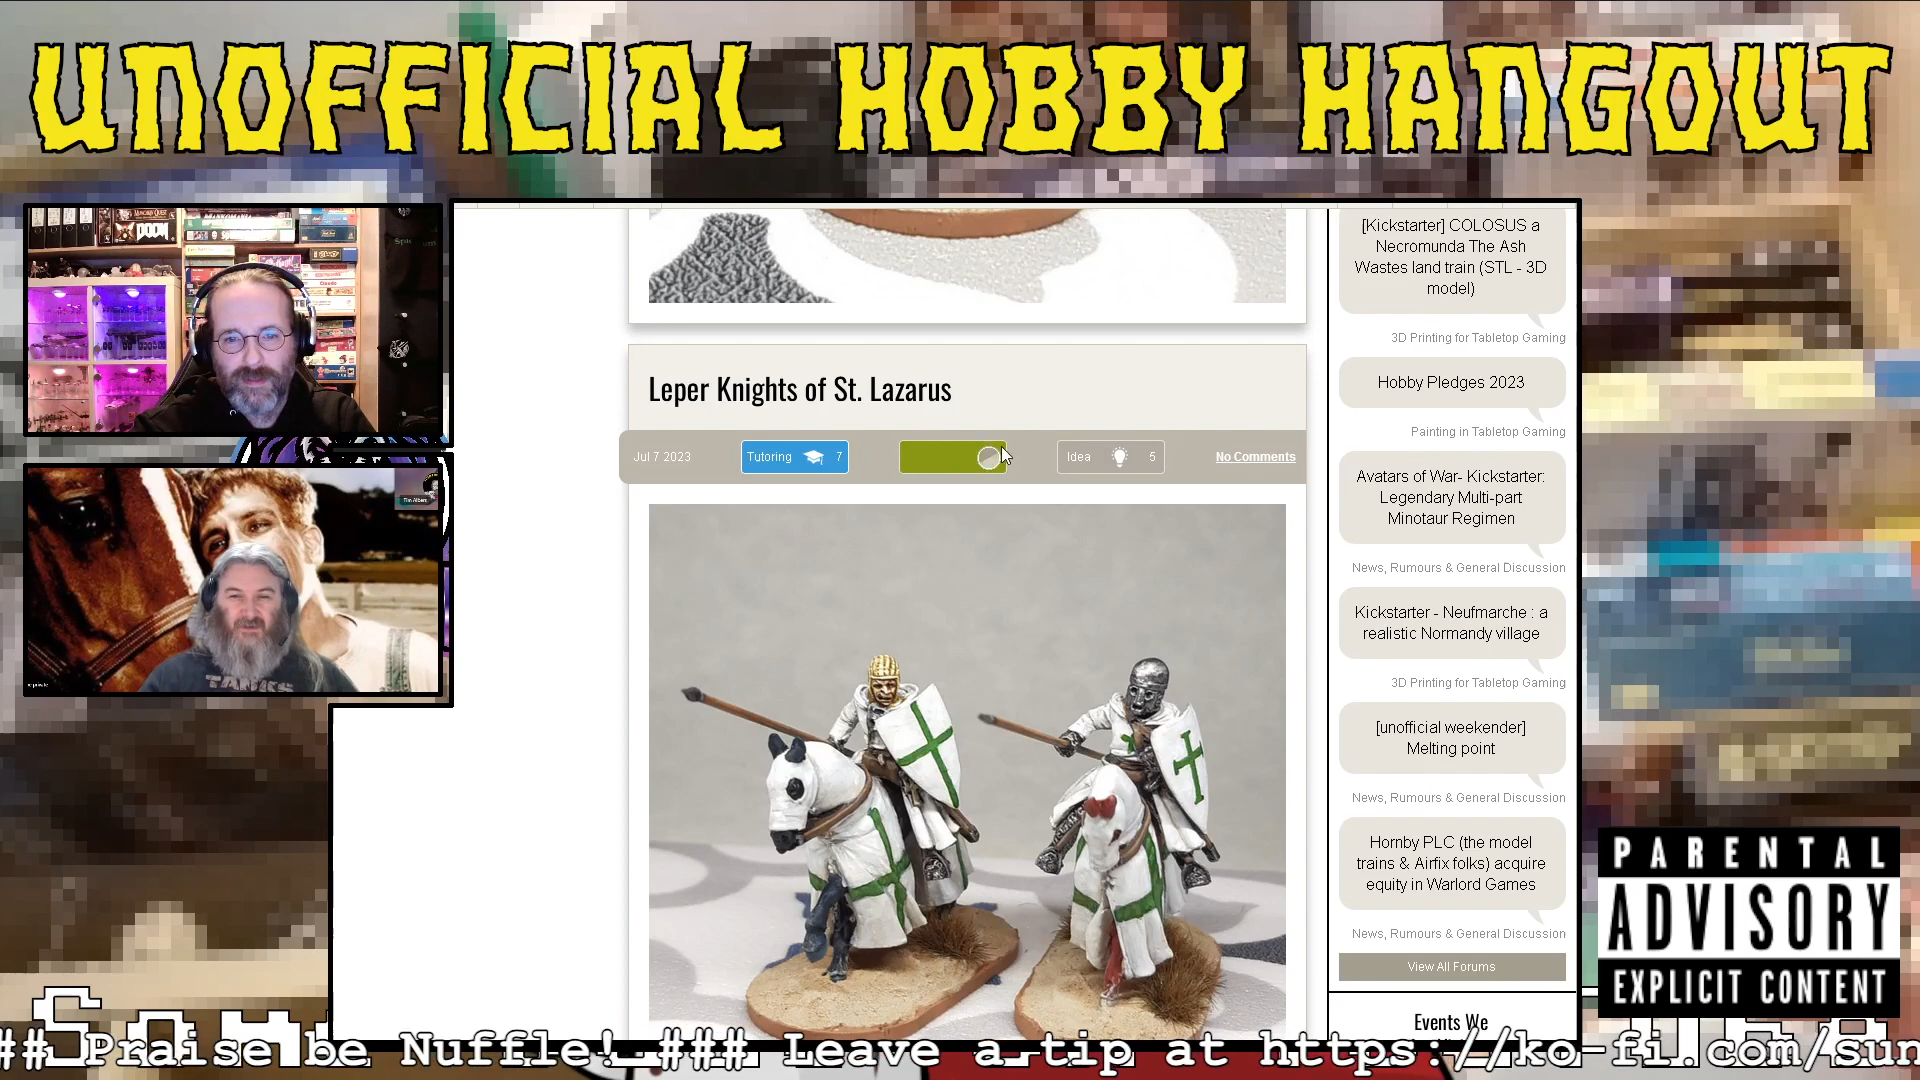 UNOFFICIAL HOBBY HANGOUT
DOOM
Tim Albers
TANKS
Leper Knights of St. Lazarus
Jul 7 2023
Tutoring 7
Idea 5
No Comments
[Kickstarter] COLOSUS a
Necromunda The Ash
Wastes land train (STL - 3D
model)
3D Printing for Tabletop Gaming
Hobby Pledges 2023
Painting in Tabletop Gaming
Avatars of War- Kickstarter:
Legendary Multi-part
Minotaur Regimen
News, Rumours & General Discussion
Kickstarter - Neufmarche : a
realistic Normandy village
3D Printing for Tabletop Gaming
[unofficial weekender]
Melting point
News, Rumours & General Discussion
Hornby PLC (the model
trains & Airfix folks) acquire
equity in Warlord Games
News, Rumours & General Discussion
View All Forums
Events We
PARENTAL
ADVISORY
EXPLICIT CONTENT
## Praise be Nuffle! ### Leave a tip at https://ko-fi.com/sun